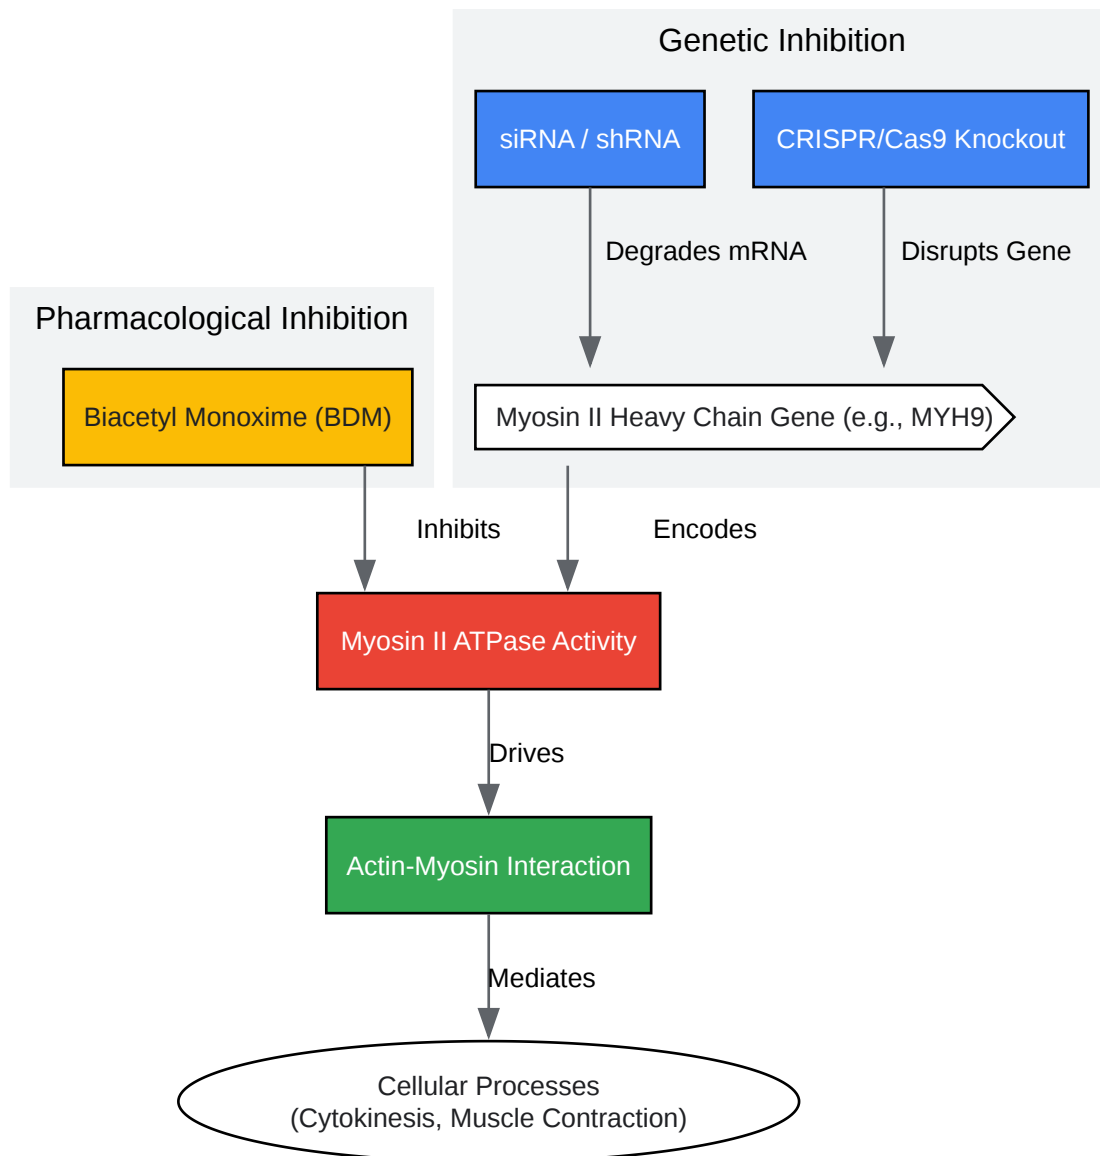 Genetic Inhibition
siRNA / shRNA
CRISPR/Cas9 Knockout
Degrades mRNA
Disrupts Gene
Pharmacological Inhibition
Biacetyl Monoxime (BDM)
Myosin II Heavy Chain Gene (e.g., MYH9)
Inhibits
Encodes
Myosin II ATPase Activity
Drives
Actin-Myosin Interaction
Mediates
Cellular Processes
(Cytokinesis, Muscle Contraction)